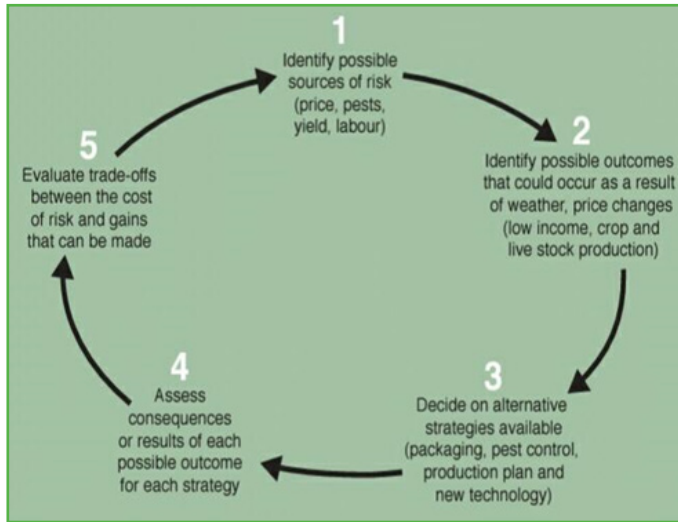 1
Identify possible
sources of risk
(price, pests,
yield, labour)
2
Identify possible outcomes
that could occur as a result
of weather, price changes
(low income, crop and
live stock production)
3
Decide on alternative
strategies available
(packaging, pest control,
production plan and
new technology)
4
Assess
consequences
or results of each
possible outcome
for each strategy
5
Evaluate trade-offs
between the cost
of risk and gains
that can be made